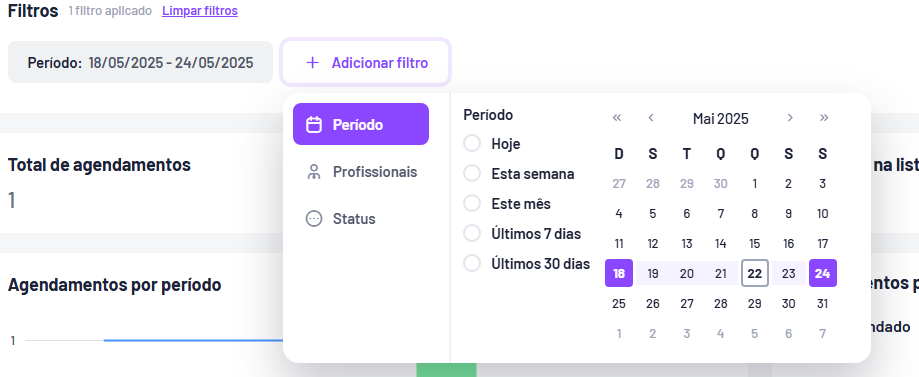 Filtros 1 filtro aplicado Limpar filtros
Período: 18/05/2025 - 24/05/2025
+ Adicionar filtro
Período
Profissionais
Status
Período
Hoje
Esta semana
Este mês
Últimos 7 dias
Últimos 30 dias
« ‹ Mai 2025 › »
D S T Q Q S S
27 28 29 30 1 2 3
4 5 6 7 8 9 10
11 12 13 14 15 16 17
18 19 20 21 22 23 24
25 26 27 28 29 30 31
1 2 3 4 5 6 7
Total de agendamentos
1
na list
Agendamentos por período
1
entos p
ndado